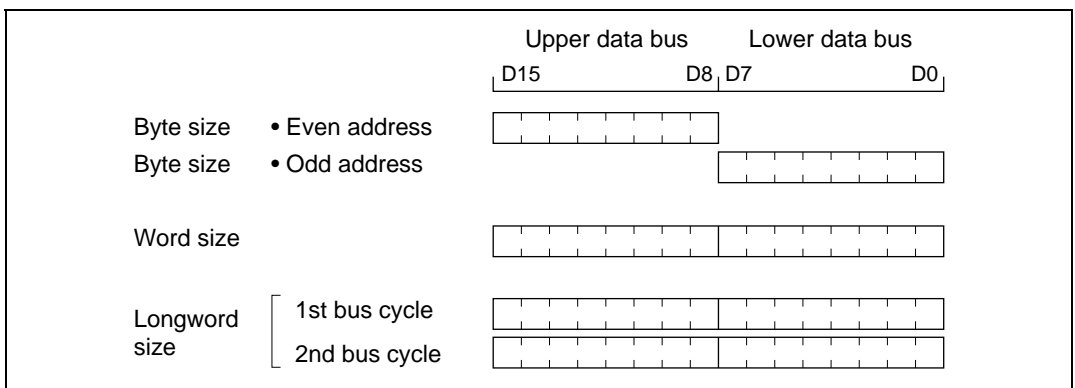 Upper data bus Lower data bus
D15 D8 D7 D0
Byte size • Even address
Byte size • Odd address
Word size
Longword size
1st bus cycle
2nd bus cycle